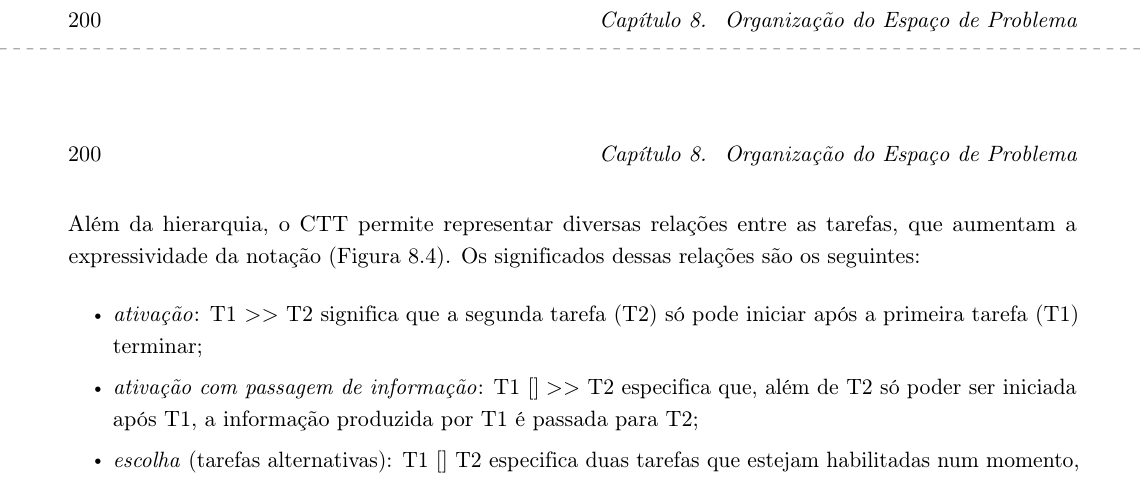 200 Capítulo 8. Organização do Espaço de Problema
200 Capítulo 8. Organização do Espaço de Problema
Além da hierarquia, o CTT permite representar diversas relações entre as tarefas, que aumentam a
expressividade da notação (Figura 8.4). Os significados dessas relações são os seguintes:
• ativação: T1 >> T2 significa que a segunda tarefa (T2) só pode iniciar após a primeira tarefa (T1)
terminar;
• ativação com passagem de informação: T1 [] >> T2 especifica que, além de T2 só poder ser iniciada
após T1, a informação produzida por T1 é passada para T2;
• escolha (tarefas alternativas): T1 [] T2 especifica duas tarefas que estejam habilitadas num momento,